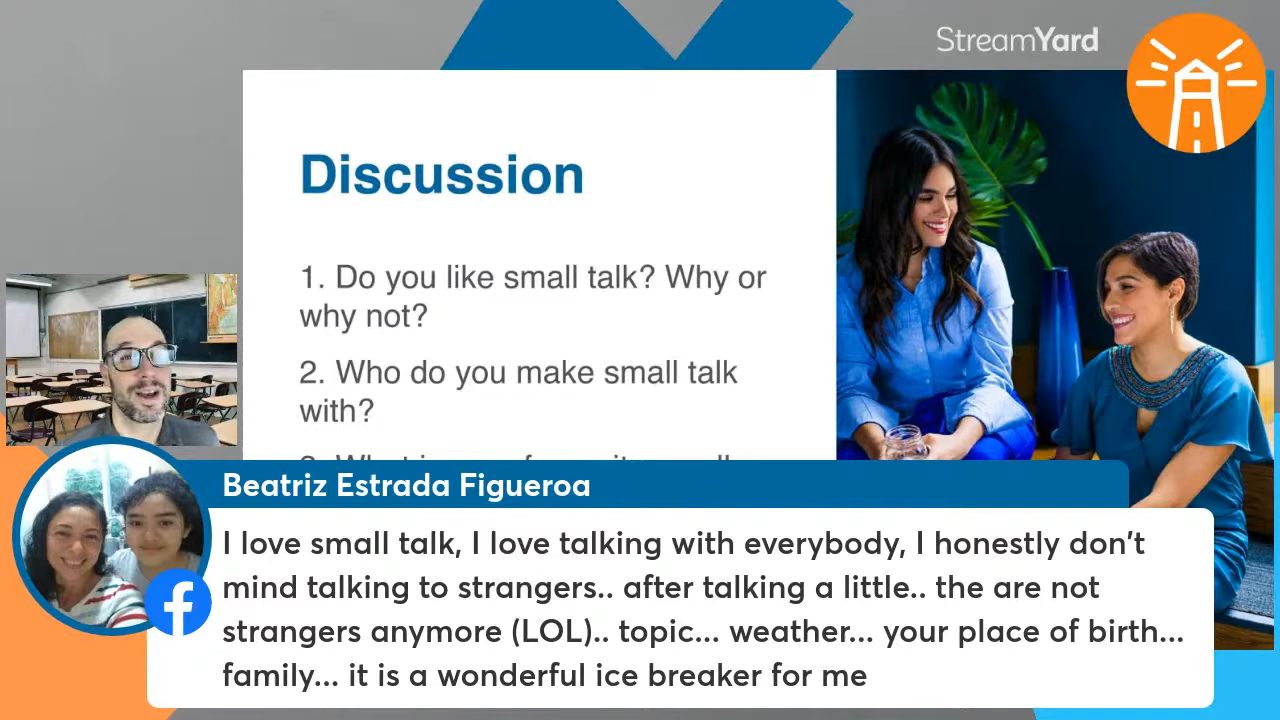 StreamYard
Discussion
1. Do you like small talk? Why or
why not?
2. Who do you make small talk
with?
Beatriz Estrada Figueroa
I love small talk, I love talking with everybody, I honestly don't
mind talking to strangers.. after talking a little.. the are not
strangers anymore (LOL).. topic... weather... your place of birth...
family... it is a wonderful ice breaker for me